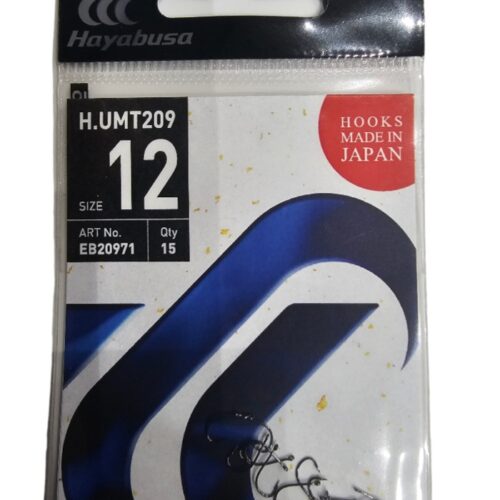 Hayabusa
H.UMT209
SIZE 12
ART No. Qty
EB20971 15
HOOKS
MADE IN
JAPAN